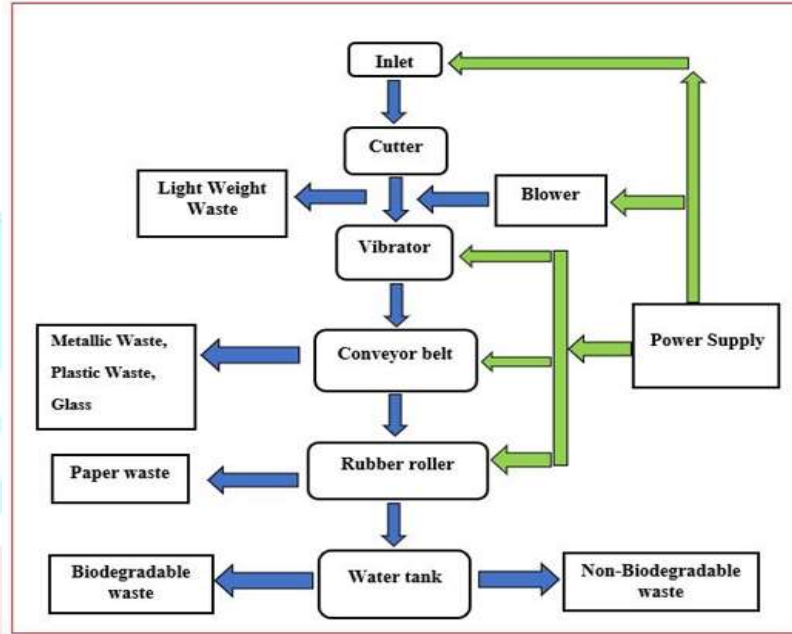 Inlet
Cutter
Light Weight
Waste
Blower
Vibrator
Metallic Waste,
Plastic Waste,
Glass
Conveyor belt
Power Supply
Paper waste
Rubber roller
Biodegradable
waste
Water tank
Non-Biodegradable
waste